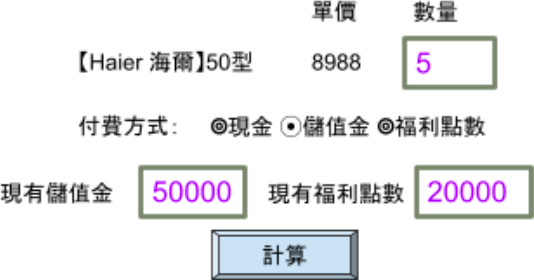 單價 數量
【Haier 海爾】50型 8988 5
付費方式： ◎現金 ⊙儲值金 ◎福利點數
現有儲值金 50000 現有福利點數 20000
計算